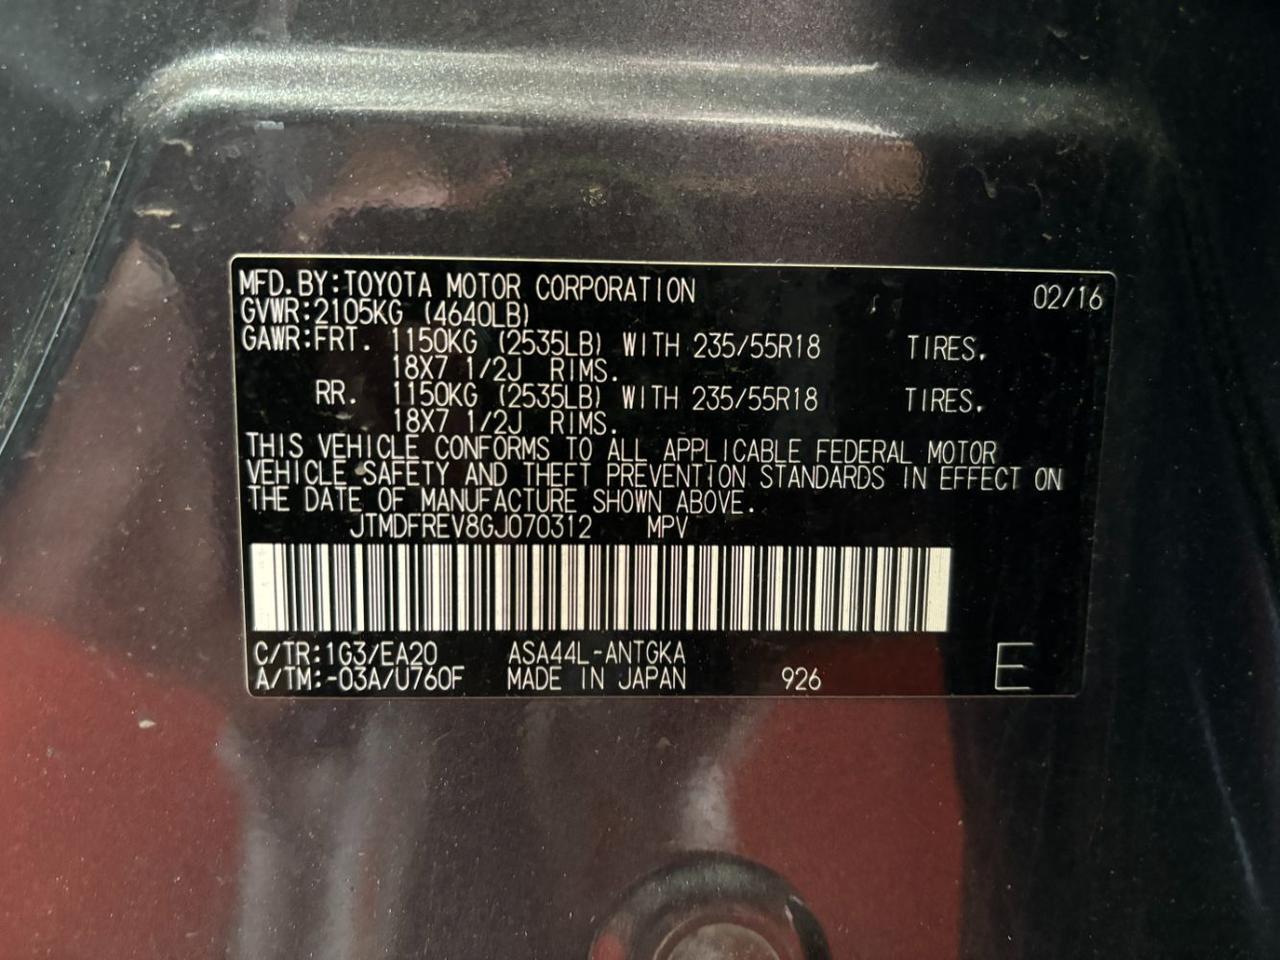 MFD.BY:TOYOTA MOTOR CORPORATION 02/16
GVWR:2105KG (4640LB)
GAWR:FRT. 1150KG (2535LB) WITH 235/55R18 TIRES.
18X7 1/2J RIMS.
RR. 1150KG (2535LB) WITH 235/55R18 TIRES.
18X7 1/2J RIMS.
THIS VEHICLE CONFORMS TO ALL APPLICABLE FEDERAL MOTOR
VEHICLE SAFETY AND THEFT PREVENTION STANDARDS IN EFFECT ON
THE DATE OF MANUFACTURE SHOWN ABOVE.
JTMDFREV8GJ070312 MPV
C/TR:1G3/EA20 ASA44L-ANTGKA E
A/TM:-03A/U760F MADE IN JAPAN 926